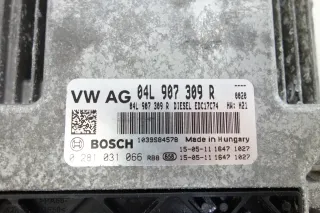 VW AG 04L 907 309 R
04L 907 309 R DIESEL EDC17C74 HW: H21
0020
BOSCH
1039S84578 Made in Hungary
0 281 031 066 RBB 15-05-11 1647 1027
15-05-11 1647 1027